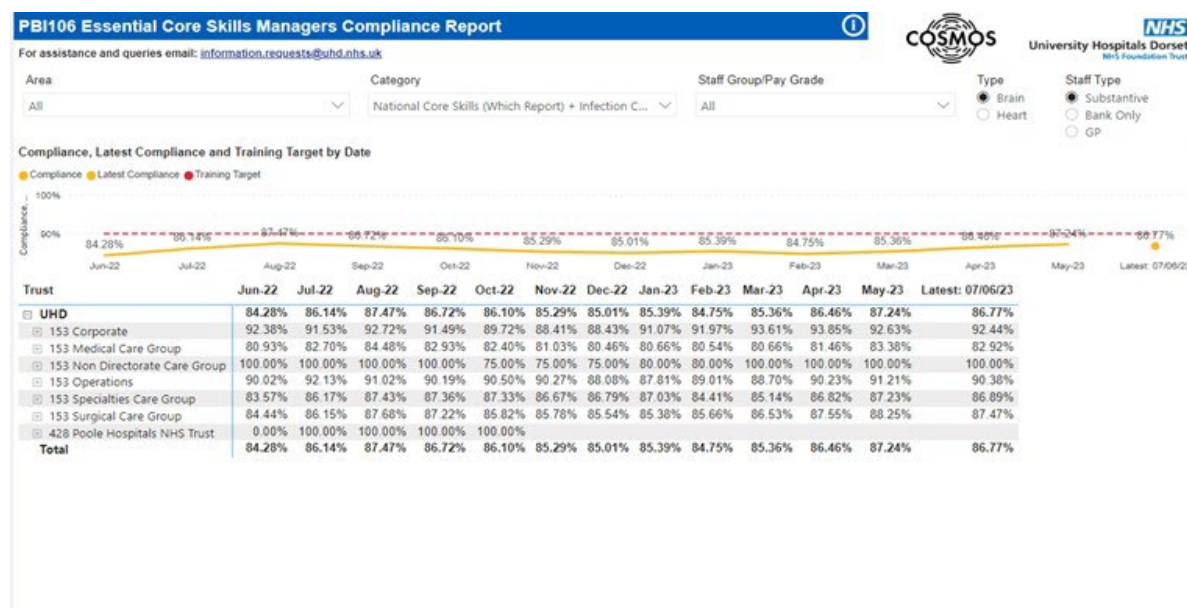 PBI106 Essential Core Skills Managers Compliance Report
COSMOS
NHS
University Hospitals Dorset
NHS Foundation Trust
For assistance and queries email: information.requests@uhd.nhs.uk
Area Category Staff Group/Pay Grade Type Staff Type
All National Core Skills (Which Report) + Infection C... All Brain Substantive
Heart Bank Only
GP
Compliance, Latest Compliance and Training Target by Date
Compliance Latest Compliance Training Target
Compliance, ...
100%
90%
84.28% 86.14% 87.47% 86.72% 86.10% 85.29% 85.01% 85.39% 84.75% 85.36% 86.46% 87.24% 86.77%
Jun-22 Jul-22 Aug-22 Sep-22 Oct-22 Nov-22 Dec-22 Jan-23 Feb-23 Mar-23 Apr-23 May-23 Latest: 07/06/23
Trust Jun-22 Jul-22 Aug-22 Sep-22 Oct-22 Nov-22 Dec-22 Jan-23 Feb-23 Mar-23 Apr-23 May-23 Latest: 07/06/23
UHD 84.28% 86.14% 87.47% 86.72% 86.10% 85.29% 85.01% 85.39% 84.75% 85.36% 86.46% 87.24% 86.77%
153 Corporate 92.38% 91.53% 92.72% 91.49% 89.72% 88.41% 88.43% 91.07% 91.97% 93.61% 93.85% 92.63% 92.44%
153 Medical Care Group 80.93% 82.70% 84.48% 82.93% 82.40% 81.03% 80.46% 80.66% 80.54% 80.66% 81.46% 83.38% 82.92%
153 Non Directorate Care Group 100.00% 100.00% 100.00% 100.00% 75.00% 75.00% 75.00% 80.00% 80.00% 100.00% 100.00% 100.00% 100.00%
153 Operations 90.02% 92.13% 91.02% 90.19% 90.50% 90.27% 88.08% 87.81% 89.01% 88.70% 90.23% 91.21% 90.38%
153 Specialties Care Group 83.57% 86.17% 87.43% 87.36% 87.33% 86.67% 86.79% 87.03% 84.41% 85.14% 86.82% 87.23% 86.89%
153 Surgical Care Group 84.44% 86.15% 87.68% 87.22% 85.82% 85.78% 85.54% 85.38% 85.66% 86.53% 87.55% 88.25% 87.47%
428 Poole Hospitals NHS Trust 0.00% 100.00% 100.00% 100.00% 100.00%
Total 84.28% 86.14% 87.47% 86.72% 86.10% 85.29% 85.01% 85.39% 84.75% 85.36% 86.46% 87.24% 86.77%